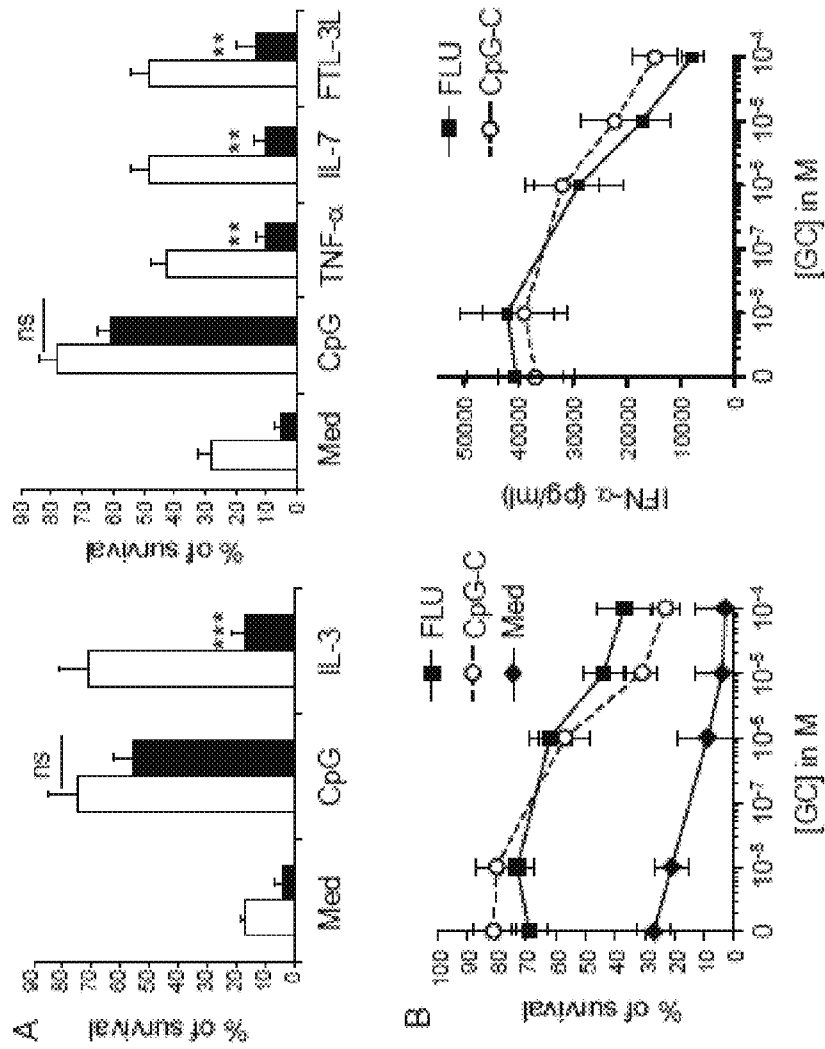 A
% of survival
90
80
70
60
50
40
30
20
10
0
ns
***
Med
CpG
IL-3
% of survival
90
80
70
60
50
40
30
20
10
0
ns
**
**
**
Med
CpG
TNF-α
IL-7
FTL-3L
B
% of survival
100
90
80
70
60
50
40
30
20
10
0
FLU
CpG-C
Med
0
10-8
10-7
10-6
10-5
10-4
[GC] in M
IFN-α (pg/ml)
50000
40000
30000
20000
10000
0
FLU
CpG-C
0
10-8
10-7
10-6
10-5
10-4
[GC] in M